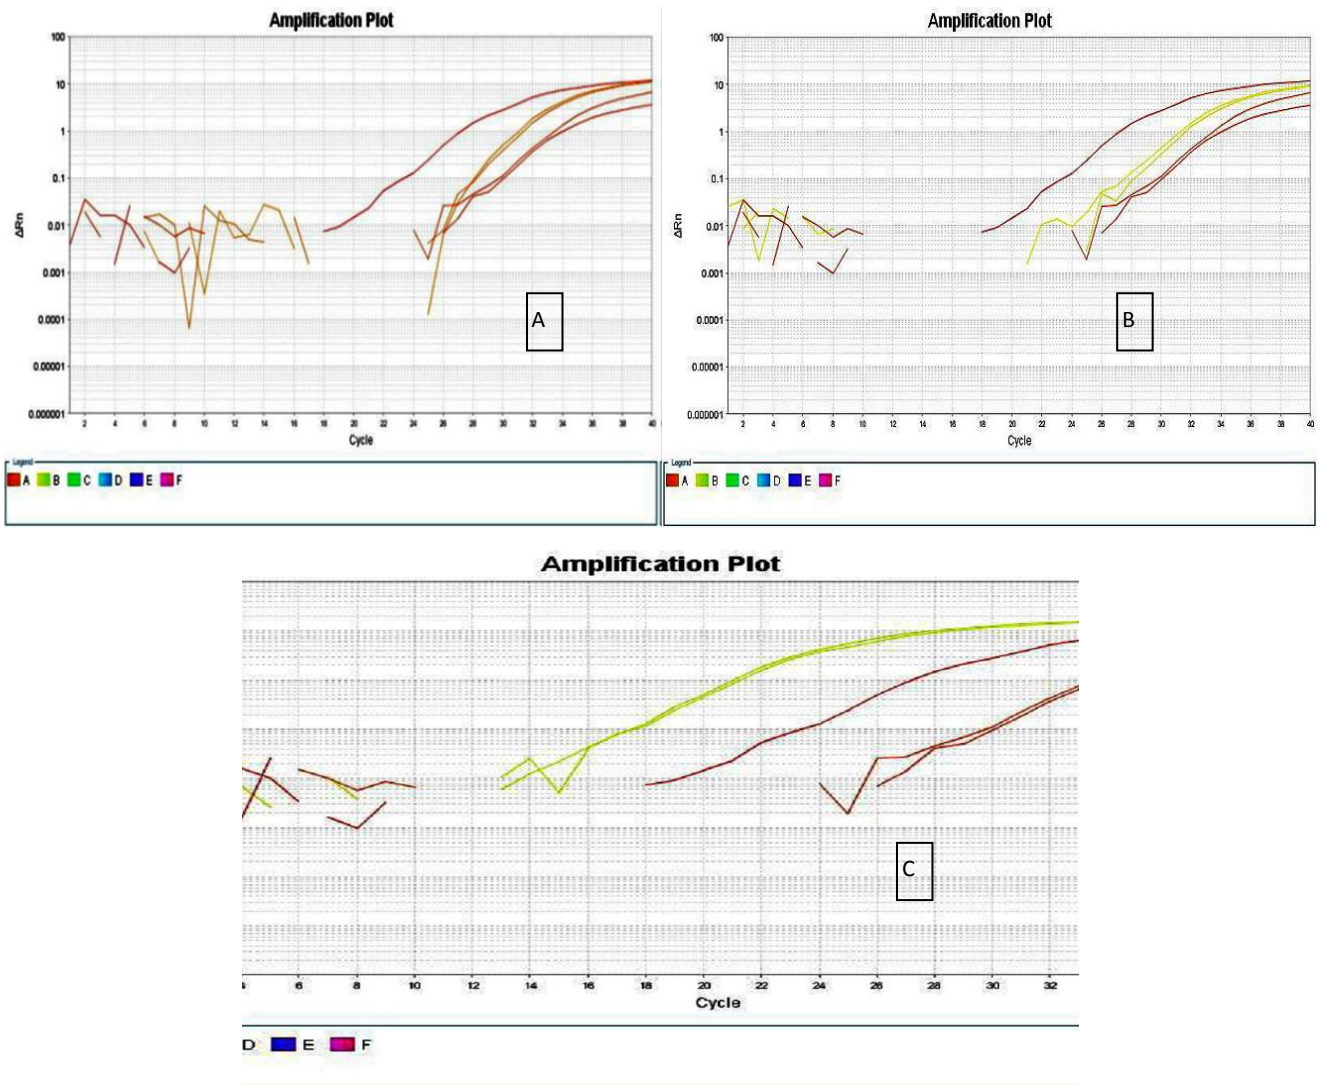 Amplification Plot
100
10
1
0.1
0.01
0.001
0.0001
0.00001
0.000001
ΔRn
A
2 4 6 8 10 12 14 16 18 20 22 24 26 28 30 32 34 36 38 40
Cycle
Legend
A B C D E F
Amplification Plot
100
10
1
0.1
0.01
0.001
0.0001
0.00001
0.000001
ΔRn
B
2 4 6 8 10 12 14 16 18 20 22 24 26 28 30 32 34 36 38 40
Cycle
Legend
A B C D E F
Amplification Plot
C
6 8 10 12 14 16 18 20 22 24 26 28 30 32
Cycle
D E F